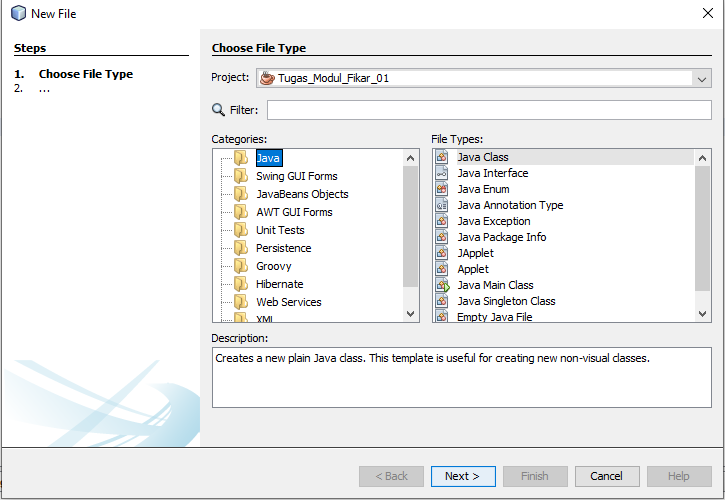 New File
Steps
1. Choose File Type
2. ...
Choose File Type
Project: Tugas_Modul_Fikar_01
Filter:
Categories:
Java
Swing GUI Forms
JavaBeans Objects
AWT GUI Forms
Unit Tests
Persistence
Groovy
Hibernate
Web Services
XML
File Types:
Java Class
Java Interface
Java Enum
Java Annotation Type
Java Exception
Java Package Info
JApplet
Applet
Java Main Class
Java Singleton Class
Empty Java File
Description:
Creates a new plain Java class. This template is useful for creating new non-visual classes.
< Back Next > Finish Cancel Help